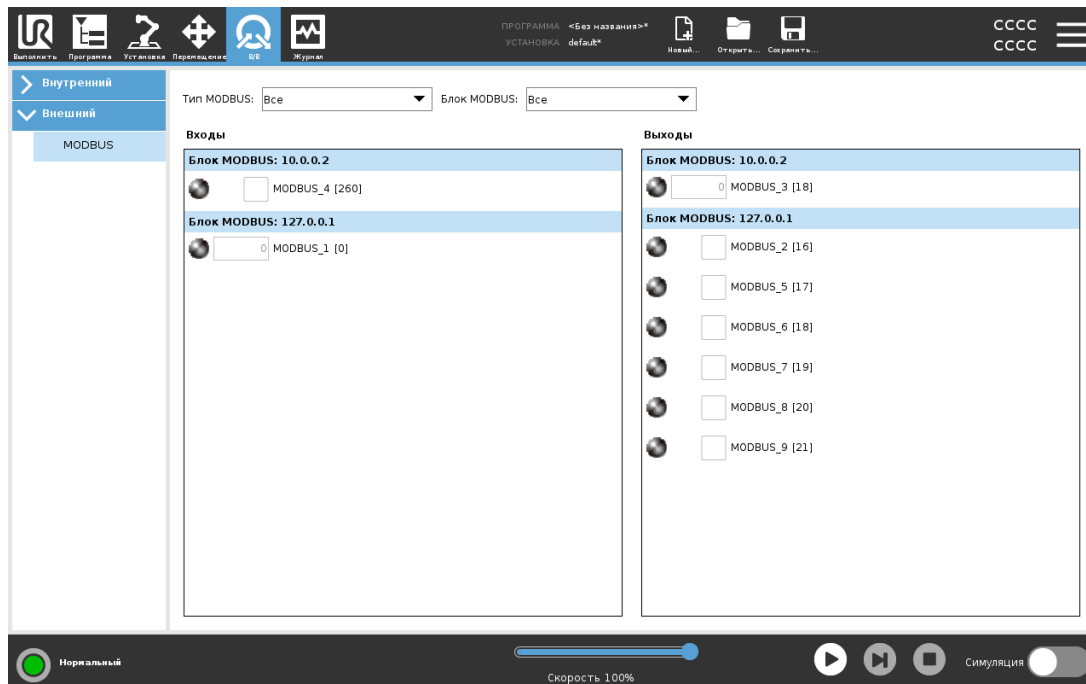 ПРОГРАММА <Без названия>*
УСТАНОВКА default*
Выполнить Программа Установка Перемещение В/В Журнал
Новый... Открыть... Сохранить...
CCCC
CCCC
Внутренний
Внешний
MODBUS
Тип MODBUS: Все Блок MODBUS: Все
Входы
Блок MODBUS: 10.0.0.2
MODBUS_4 [260]
Блок MODBUS: 127.0.0.1
0 MODBUS_1 [0]
Выходы
Блок MODBUS: 10.0.0.2
0 MODBUS_3 [18]
Блок MODBUS: 127.0.0.1
MODBUS_2 [16]
MODBUS_5 [17]
MODBUS_6 [18]
MODBUS_7 [19]
MODBUS_8 [20]
MODBUS_9 [21]
Нормальный
Скорость 100%
Симуляция